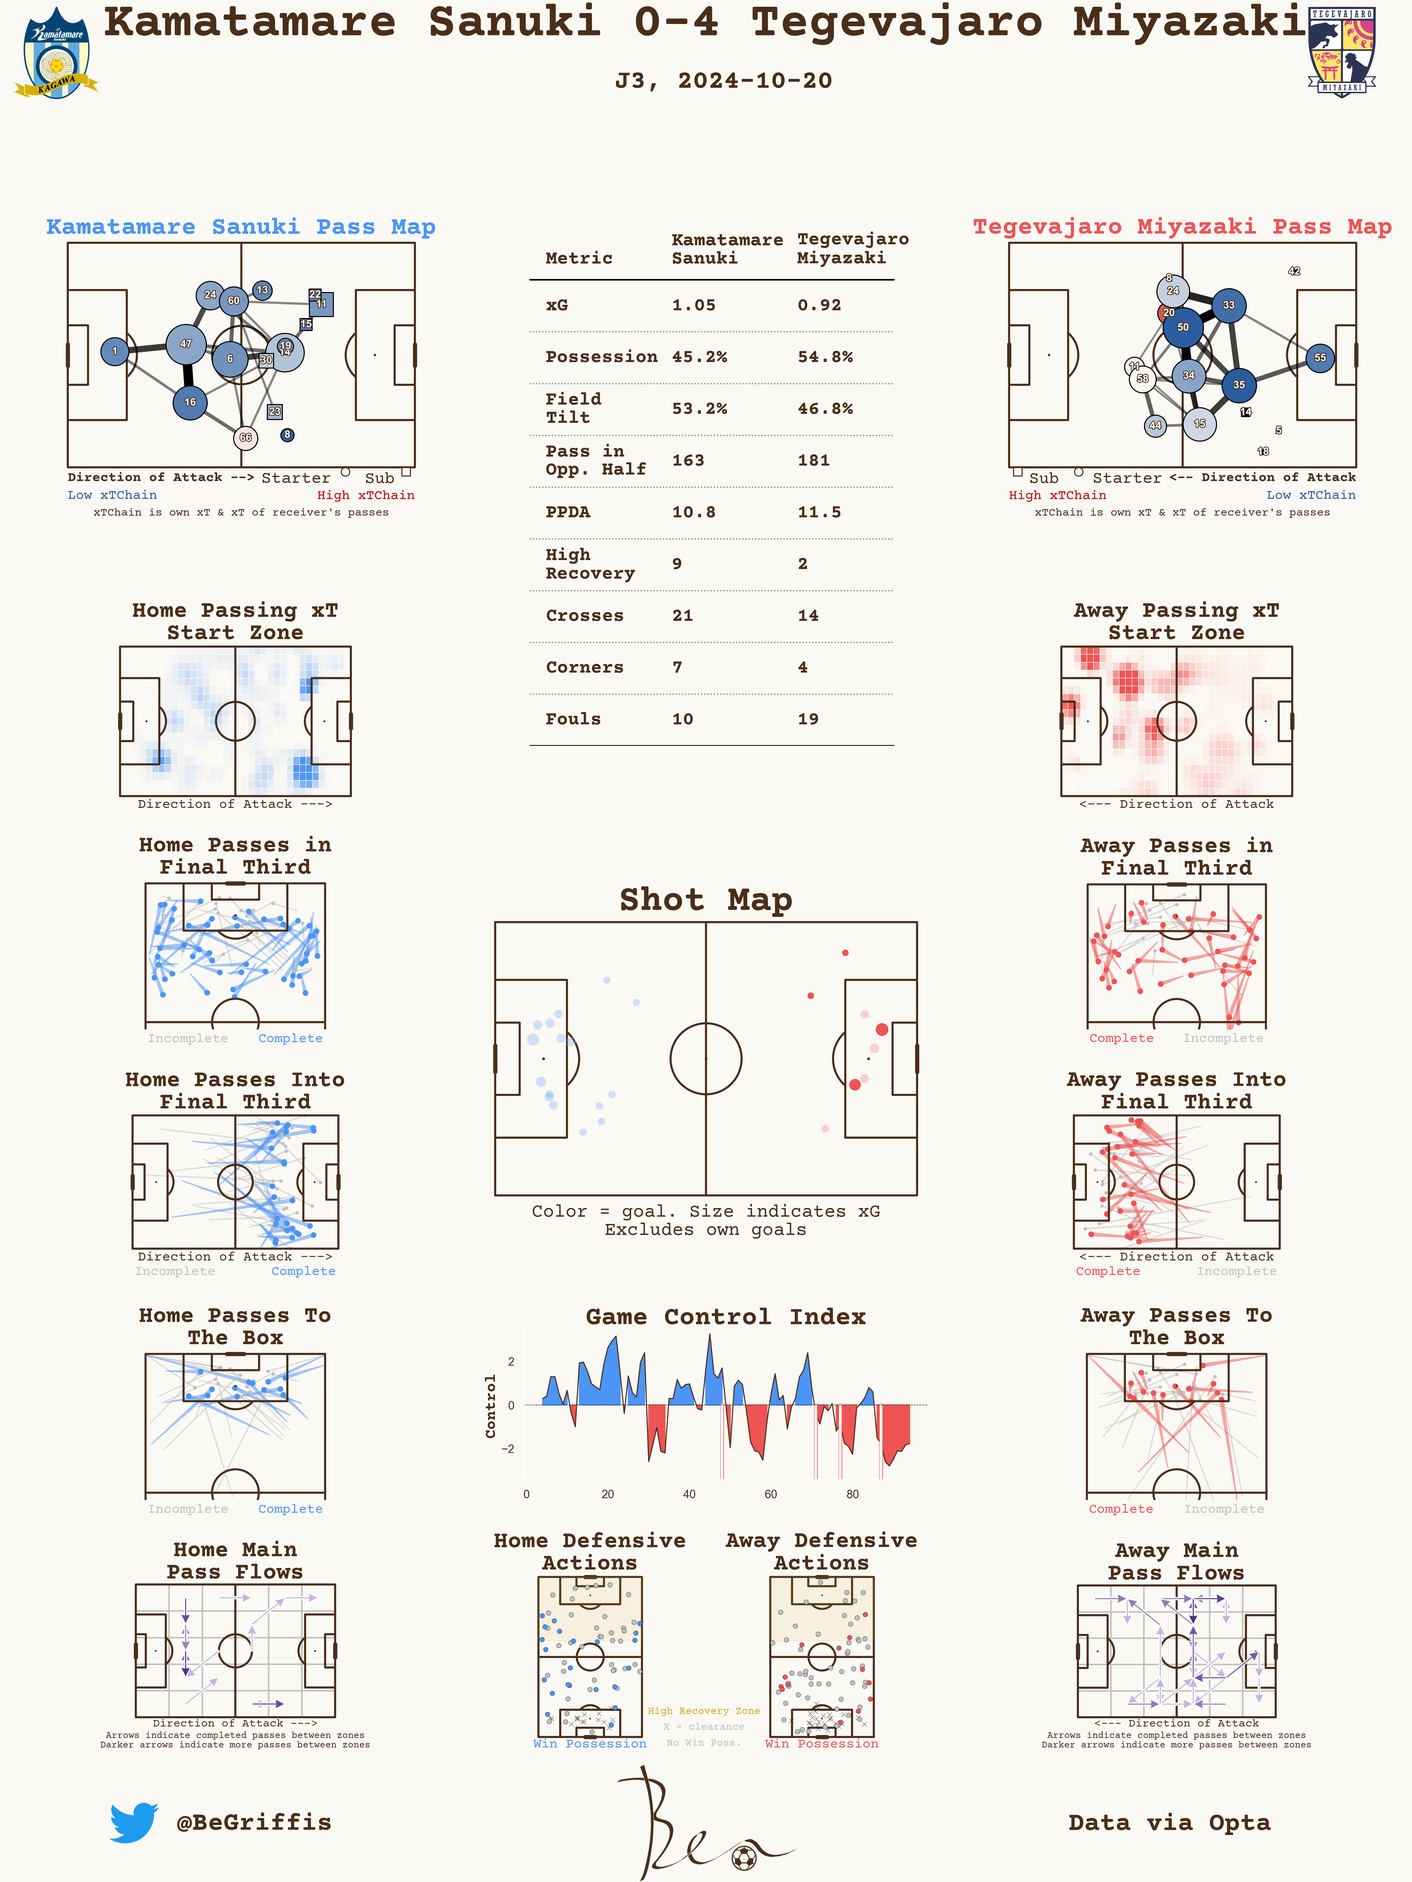 Kamatamare Sanuki 0-4 Tegevajaro Miyazaki
J3, 2024-10-20
Kamatamare
SANUKI
KAGAWA
TEGEVAJARO
MIYAZAKI
Kamatamare Sanuki Pass Map
1
47
16
24
60
13
6
30
19
14
15
22
11
23
8
66
Direction of Attack --> Starter Sub
Low xTChain High xTChain
xTChain is own xT & xT of receiver's passes
Metric Kamatamare Sanuki Tegevajaro Miyazaki
xG 1.05 0.92
Possession 45.2% 54.8%
Field Tilt 53.2% 46.8%
Pass in Opp. Half 163 181
PPDA 10.8 11.5
High Recovery 9 2
Crosses 21 14
Corners 7 4
Fouls 10 19
Tegevajaro Miyazaki Pass Map
8
24
20
50
33
42
11
58
34
35
55
14
44
15
5
18
Sub Starter <-- Direction of Attack
High xTChain Low xTChain
xTChain is own xT & xT of receiver's passes
Home Passing xT
Start Zone
Direction of Attack --->
Away Passing xT
Start Zone
<--- Direction of Attack
Home Passes in
Final Third
Incomplete Complete
Away Passes in
Final Third
Complete Incomplete
Shot Map
Color = goal. Size indicates xG
Excludes own goals
Home Passes Into
Final Third
Direction of Attack --->
Incomplete Complete
Away Passes Into
Final Third
<--- Direction of Attack
Complete Incomplete
Game Control Index
Control
2
0
−2
0 20 40 60 80
Home Passes To
The Box
Incomplete Complete
Away Passes To
The Box
Complete Incomplete
Home Defensive
Actions
Win Possession
Away Defensive
Actions
Win Possession
High Recovery Zone
X = clearance
No Win Poss.
Home Main
Pass Flows
Direction of Attack --->
Arrows indicate completed passes between zones
Darker arrows indicate more passes between zones
Away Main
Pass Flows
<--- Direction of Attack
Arrows indicate completed passes between zones
Darker arrows indicate more passes between zones
@BeGriffis
Ben
Data via Opta